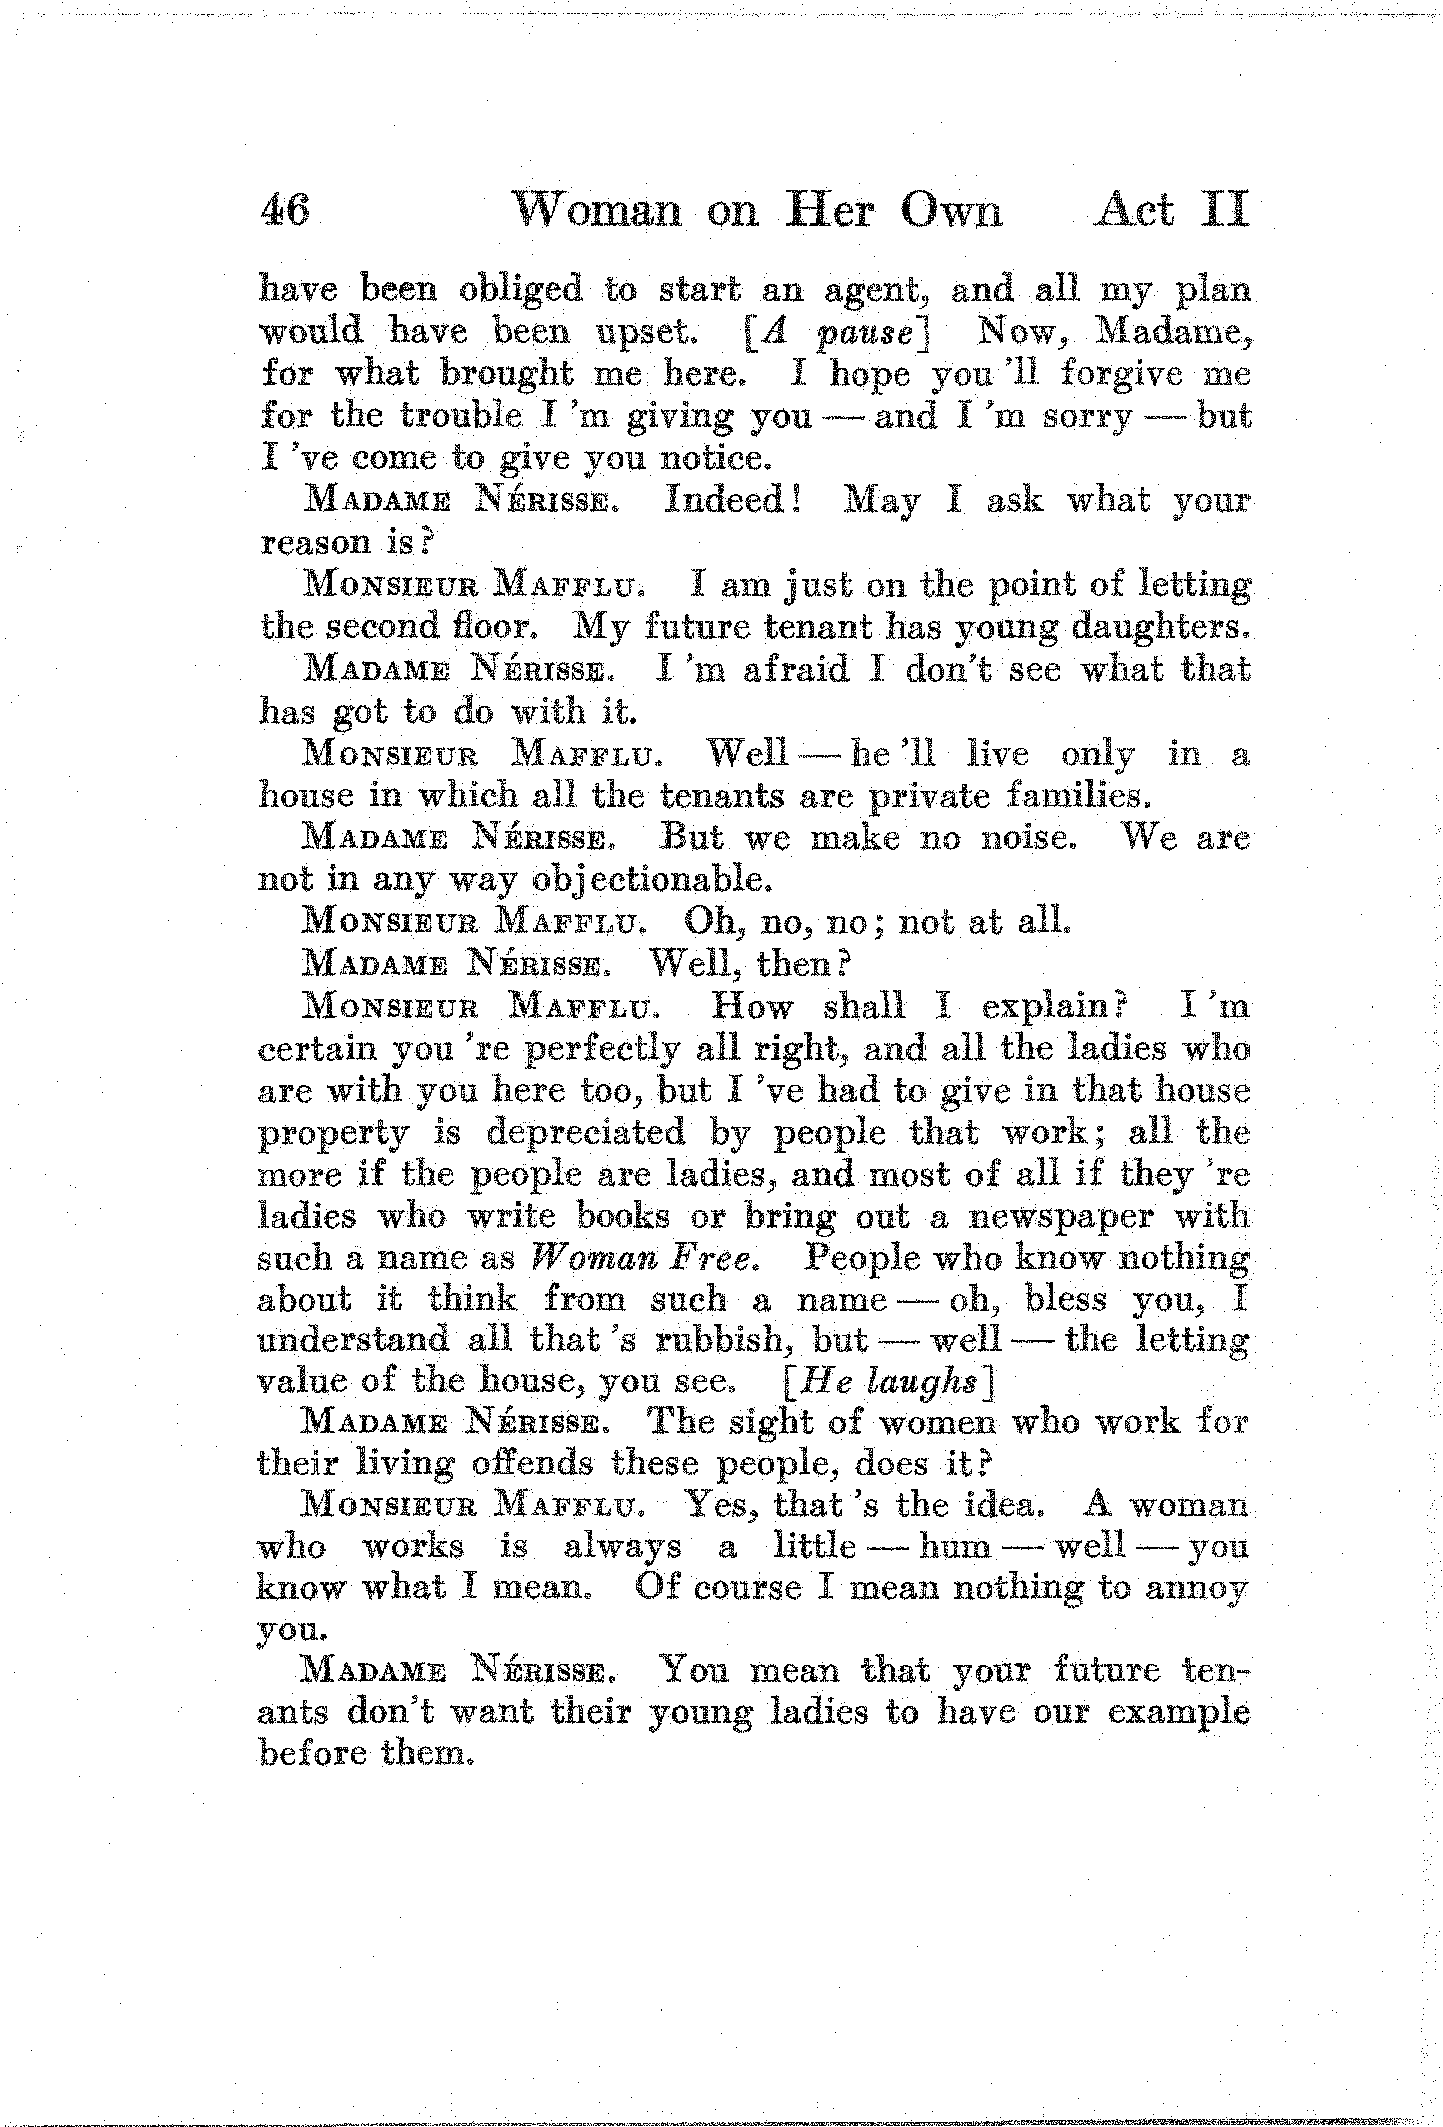 46 Woman on Her Own Act II
have been obliged to start an agent, and all my plan
would have been upset. [A pause] Now, Madame,
for what brought me here. I hope you 'll forgive me
for the trouble I 'm giving you — and I 'm sorry — but
I 've come to give you notice.
MADAME NÉRISSE. Indeed! May I ask what your
reason is?
MONSIEUR MAFFLU. I am just on the point of letting
the second floor. My future tenant has young daughters.
MADAME NÉRISSE. I 'm afraid I don't see what that
has got to do with it.
MONSIEUR MAFFLU. Well — he 'll live only in a
house in which all the tenants are private families.
MADAME NÉRISSE. But we make no noise. We are
not in any way objectionable.
MONSIEUR MAFFLU. Oh, no, no; not at all.
MADAME NÉRISSE. Well, then?
MONSIEUR MAFFLU. How shall I explain? I 'm
certain you 're perfectly all right, and all the ladies who
are with you here too, but I 've had to give in that house
property is depreciated by people that work; all the
more if the people are ladies, and most of all if they 're
ladies who write books or bring out a newspaper with
such a name as Woman Free. People who know nothing
about it think from such a name — oh, bless you, I
understand all that 's rubbish, but — well — the letting
value of the house, you see. [He laughs]
MADAME NÉRISSE. The sight of women who work for
their living offends these people, does it?
MONSIEUR MAFFLU. Yes, that 's the idea. A woman
who works is always a little — hum — well — you
know what I mean. Of course I mean nothing to annoy
you.
MADAME NÉRISSE. You mean that your future ten-
ants don't want their young ladies to have our example
before them.